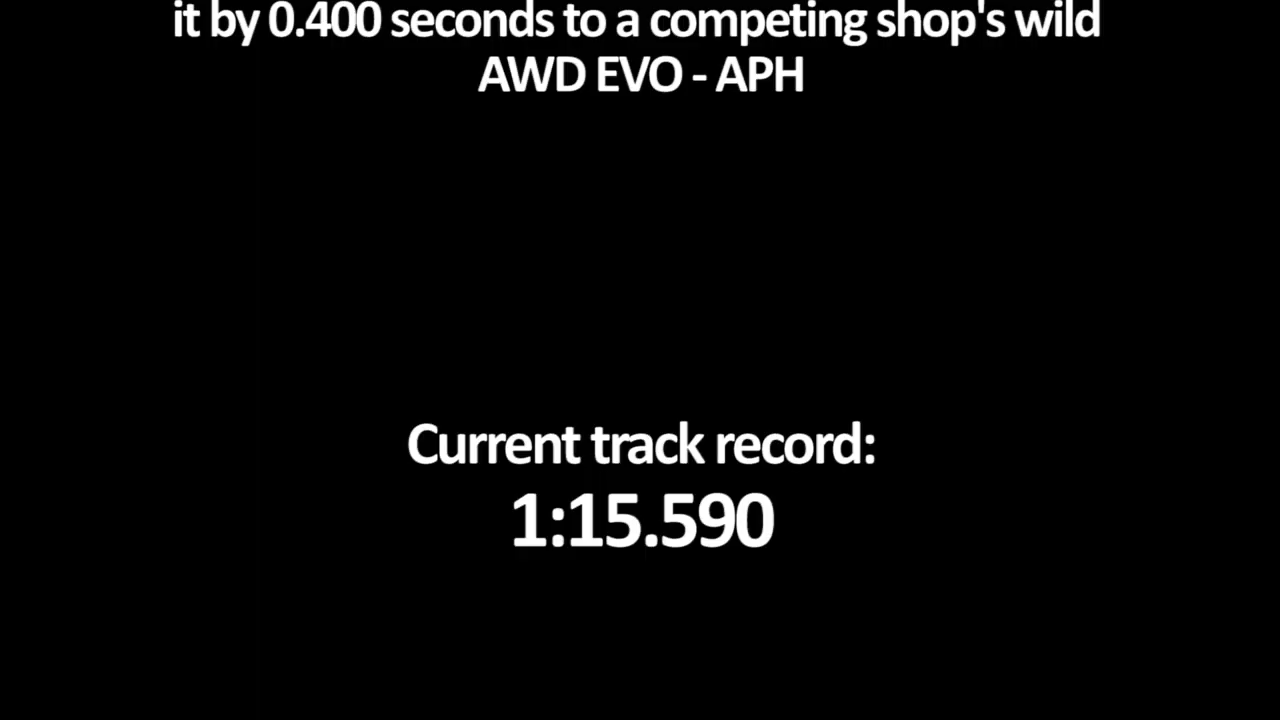 it by 0.400 seconds to a competing shop's wild
AWD EVO - APH
Current track record:
1:15.590